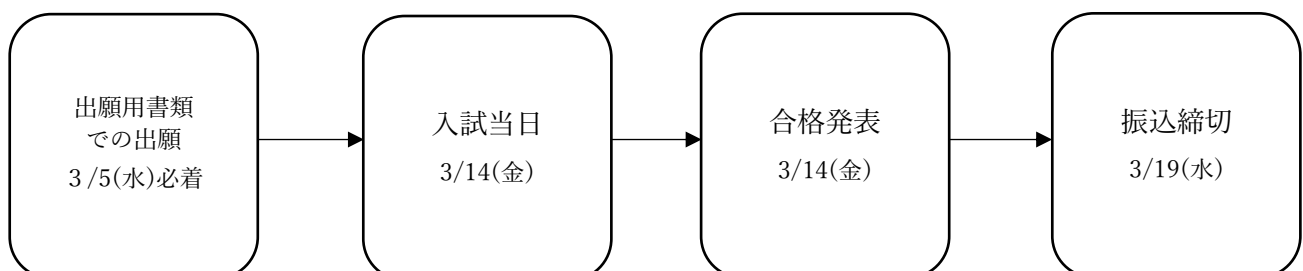 出願用書類
での出願
３/5(水)必着
入試当日
3/14(金)
合格発表
3/14(金)
振込締切
3/19(水)